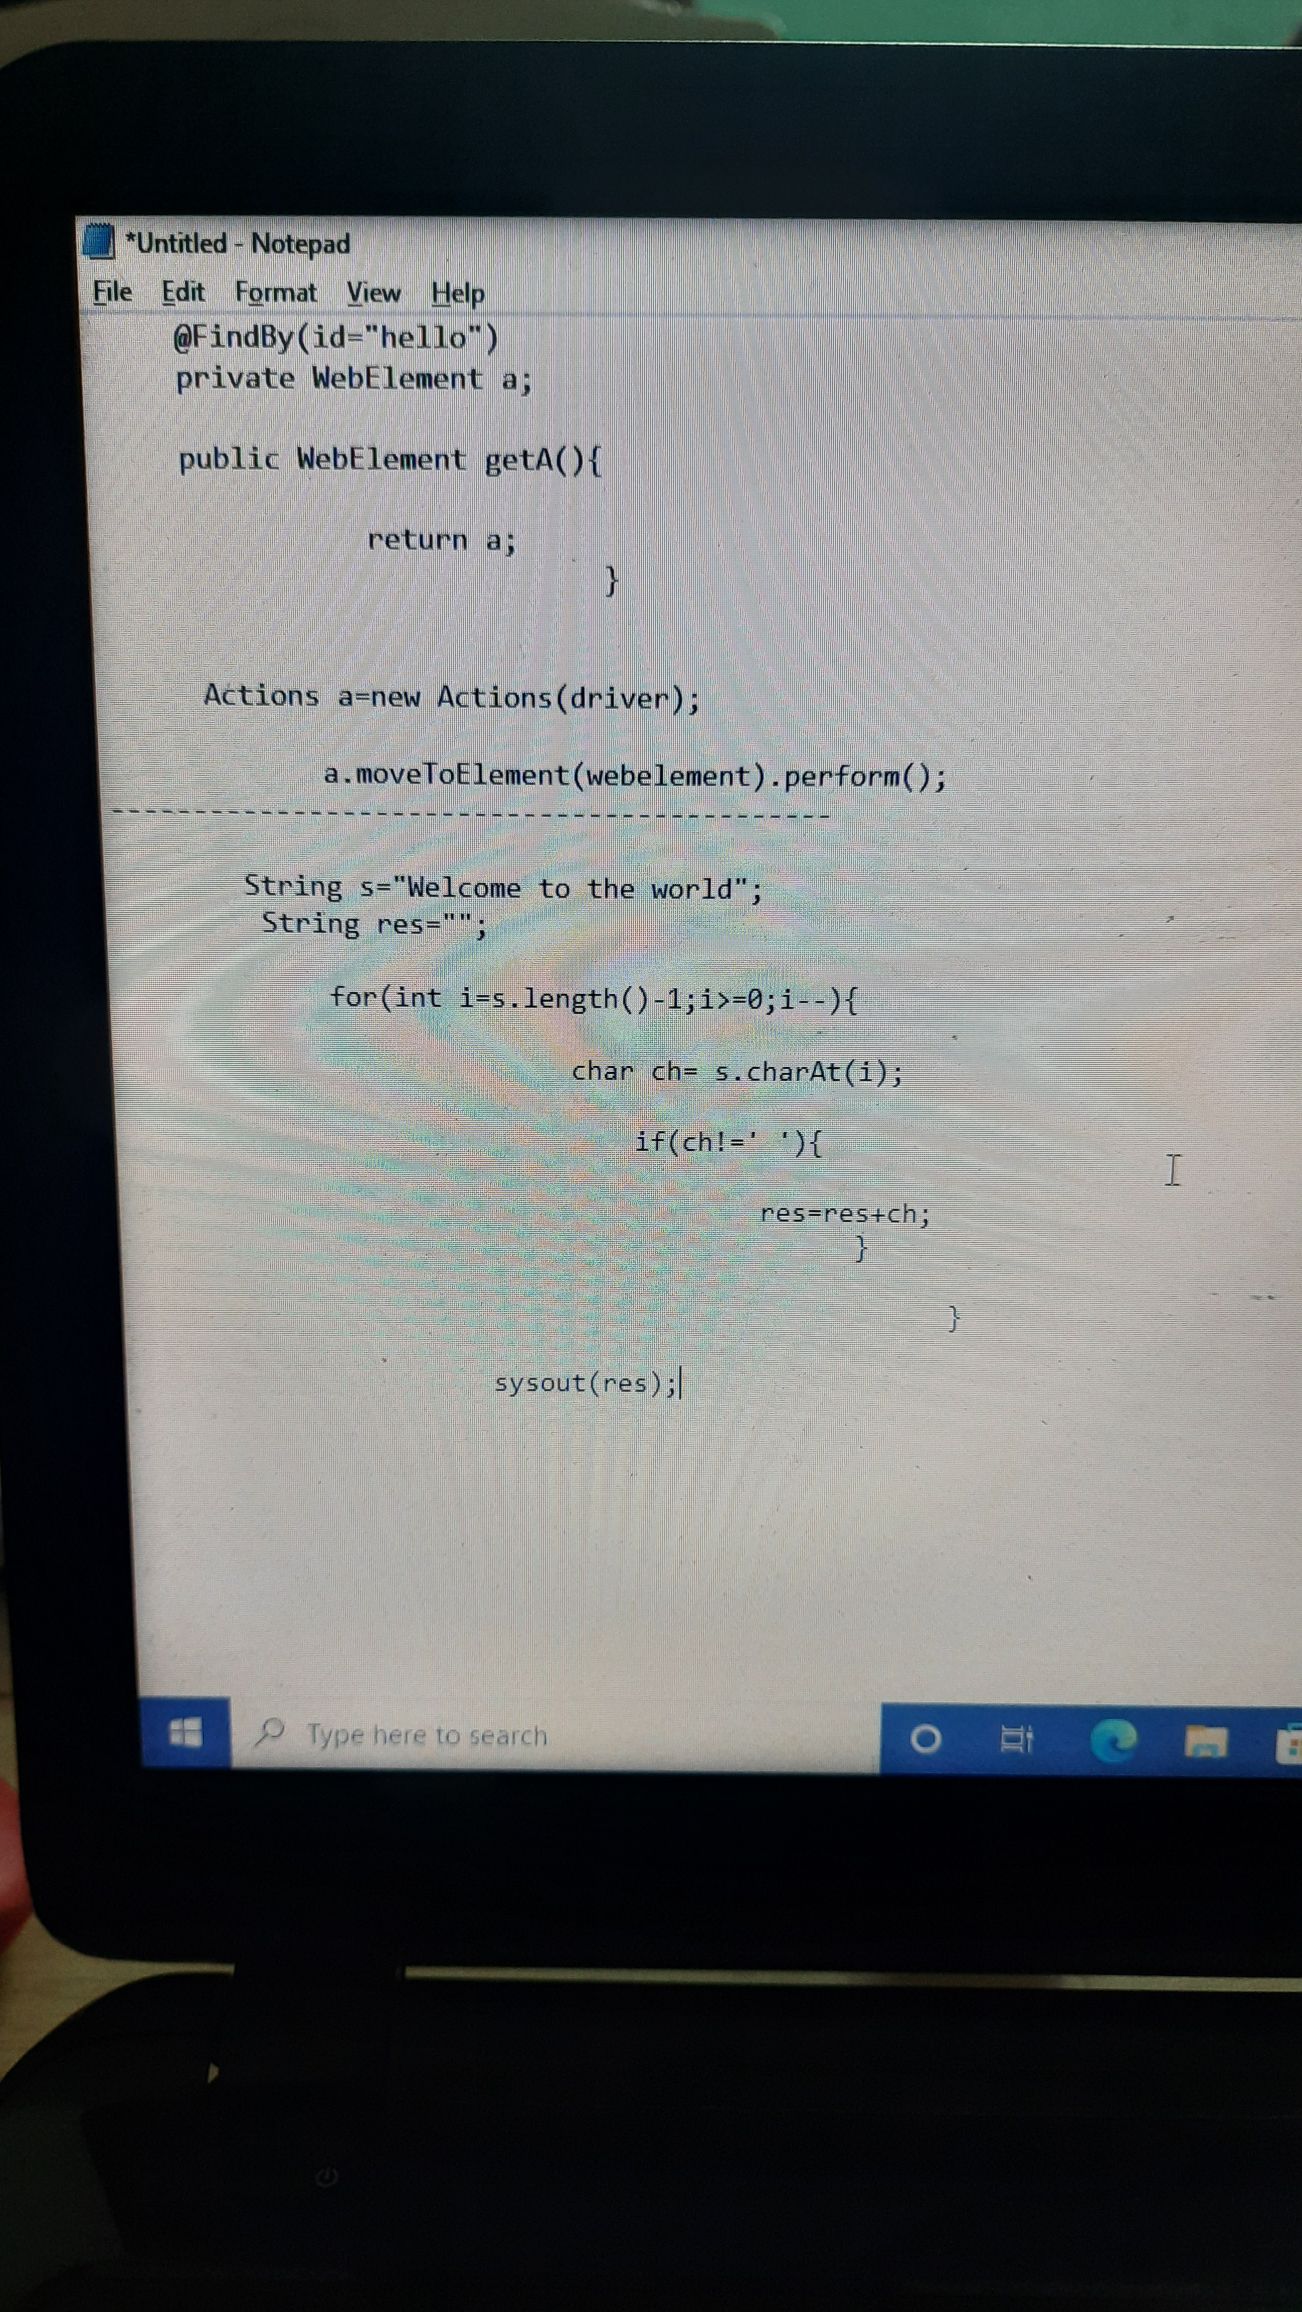 *Untitled - Notepad
File Edit Format View Help
@FindBy(id="hello")
private WebElement a;
public WebElement getA(){
return a;
}
Actions a=new Actions(driver);
a.moveToElement(webelement).perform();
--------------------------------------------
String s="Welcome to the world";
String res="";
for(int i=s.length()-1;i>=0;i--){
char ch= s.charAt(i);
if(ch!=' '){
res=res+ch;
}
}
sysout(res);
Type here to search